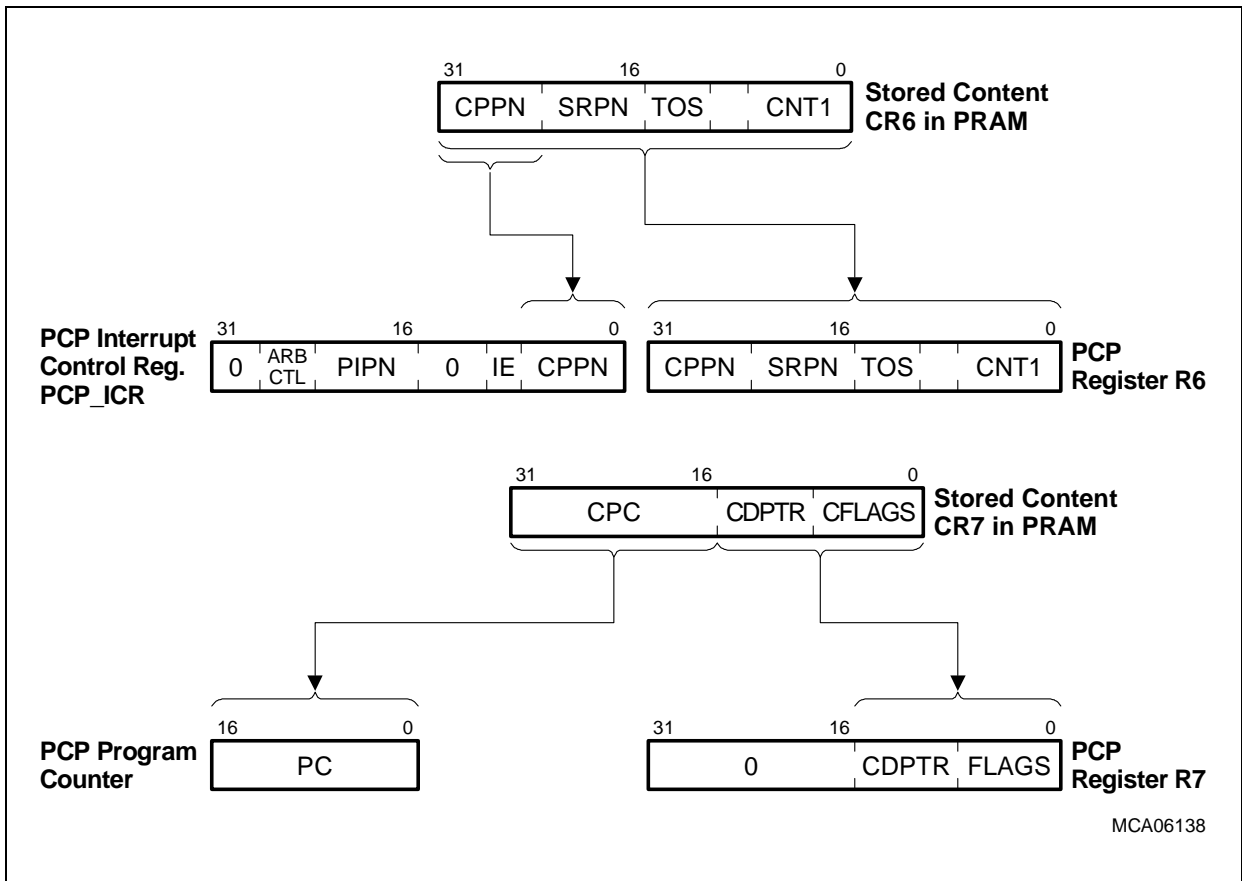 31 16 0
CPPN SRPN TOS CNT1
Stored Content
CR6 in PRAM
PCP Interrupt
Control Reg.
PCP_ICR
31 16 0
0 ARB
CTL PIPN 0 IE CPPN
31 16 0
CPPN SRPN TOS CNT1
PCP
Register R6
31 16 0
CPC CDPTR CFLAGS
Stored Content
CR7 in PRAM
PCP Program
Counter
16 0
PC
31 16 0
0 CDPTR FLAGS
PCP
Register R7
MCA06138